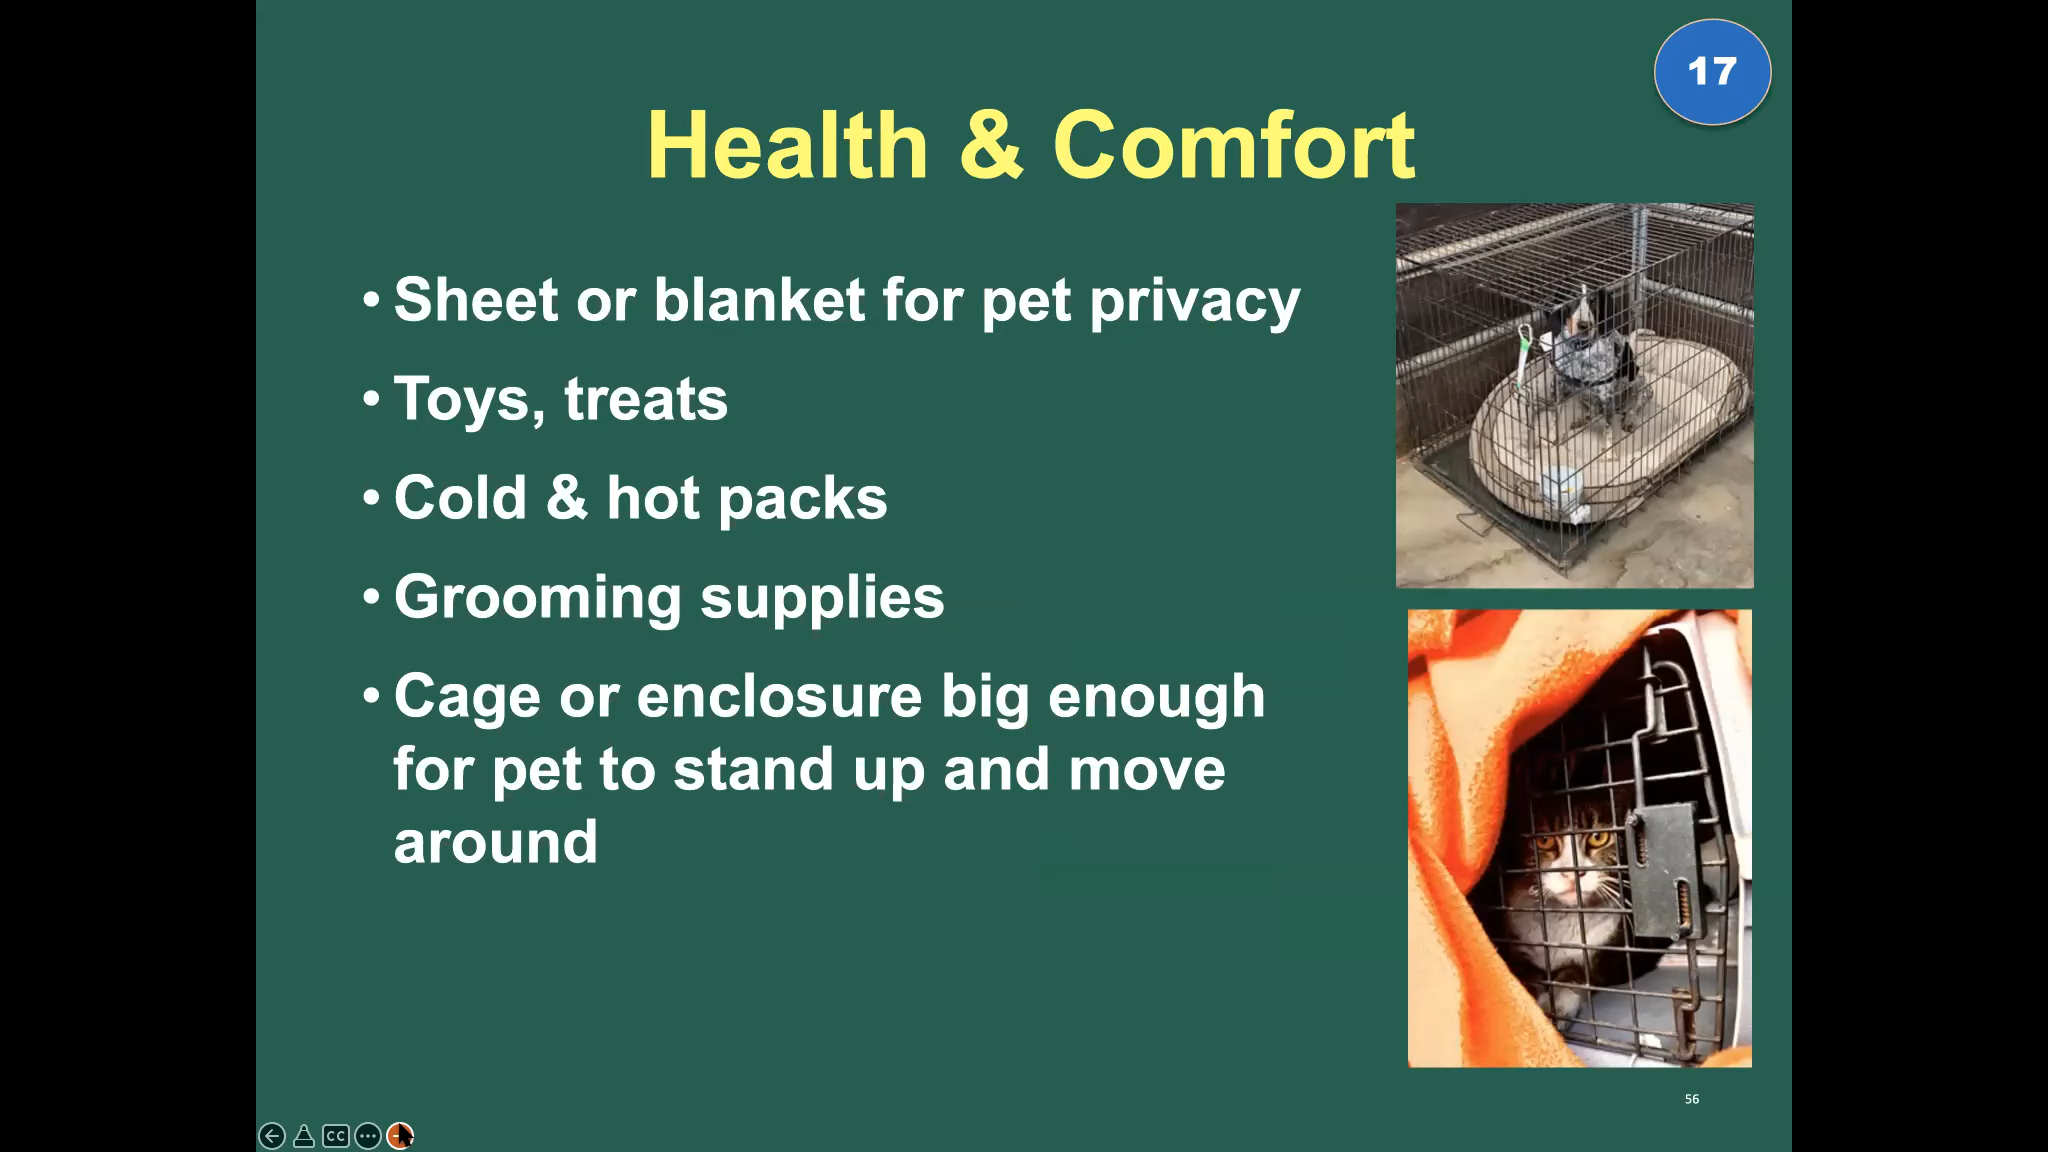 17
Health & Comfort
• Sheet or blanket for pet privacy
• Toys, treats
• Cold & hot packs
• Grooming supplies
• Cage or enclosure big enough
for pet to stand up and move
around
56
CC